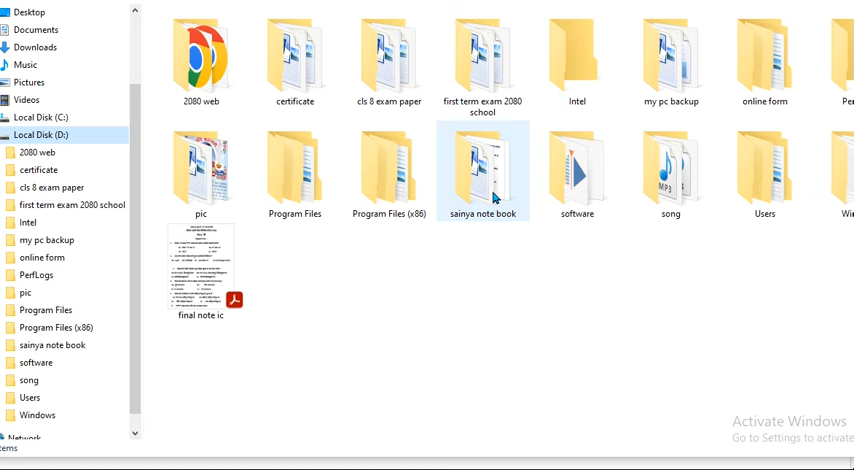 Desktop
Documents
Downloads
Music
Pictures
Videos
Local Disk (C:)
Local Disk (D:)
2080 web
certificate
cls 8 exam paper
first term exam 2080 school
Intel
my pc backup
online form
PerfLogs
pic
Program Files
Program Files (x86)
sainya note book
software
song
Users
Windows
Network
tems
2080 web
certificate
cls 8 exam paper
first term exam 2080
school
Intel
my pc backup
online form
Pe
pic
Program Files
Program Files (x86)
sainya note book
software
MP3
song
Users
Wi
final note ic
Activate Windows
Go to Settings to activate